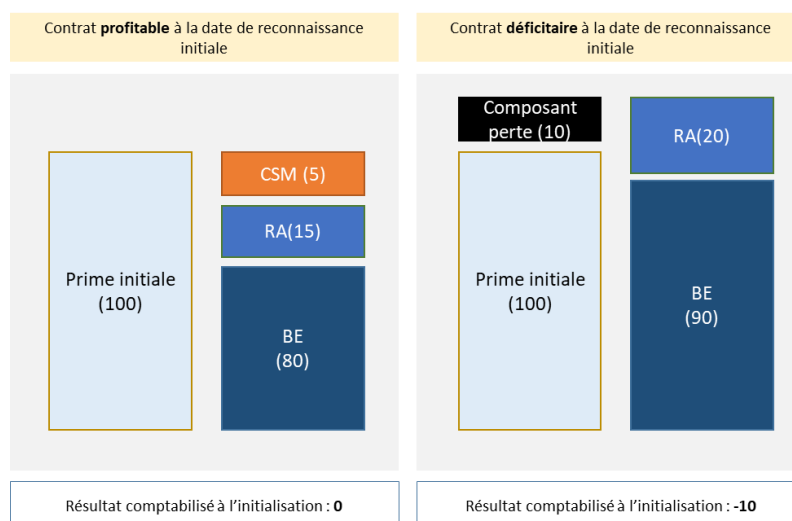 Contrat profitable à la date de reconnaissance
initiale
CSM (5)
RA(15)
Prime initiale
(100)
BE
(80)
Résultat comptabilisé à l'initialisation : 0
Contrat déficitaire à la date de reconnaissance
initiale
Composant
perte (10)
RA(20)
Prime initiale
(100)
BE
(90)
Résultat comptabilisé à l'initialisation : -10